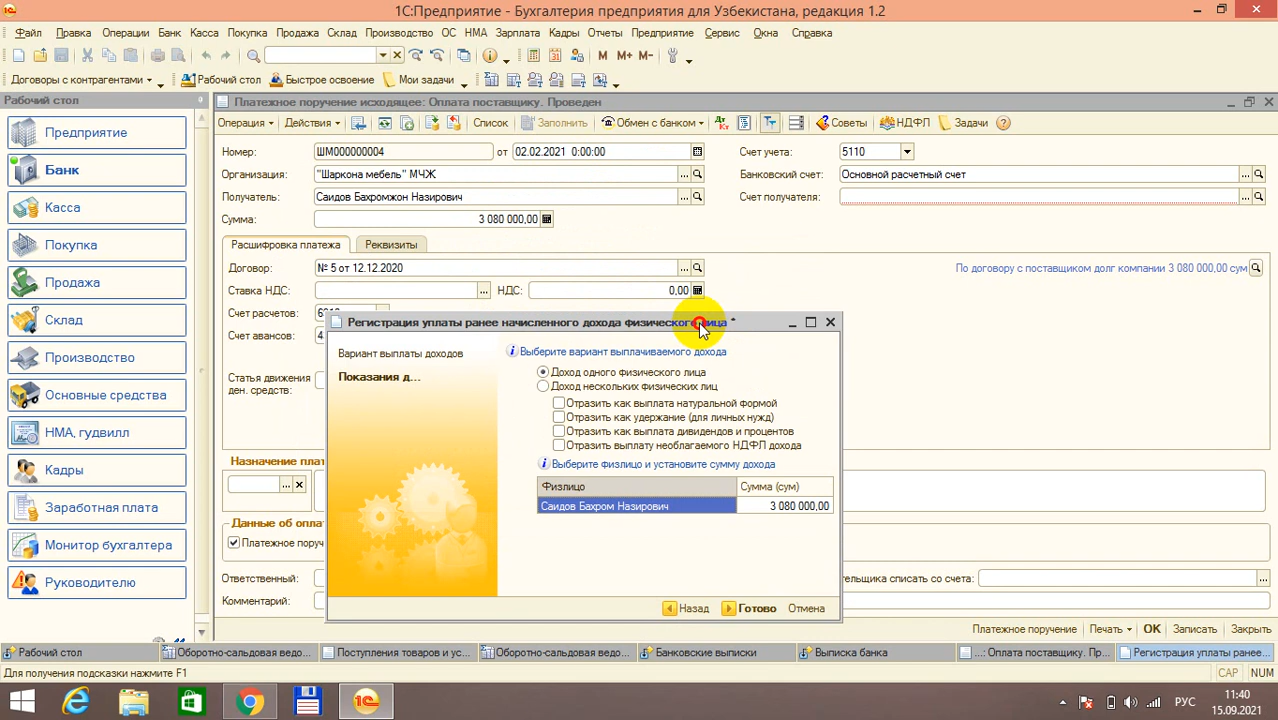 1С:Предприятие - Бухгалтерия предприятия для Узбекистана, редакция 1.2
Файл Правка Операции Банк Касса Покупка Продажа Склад Производство ОС НМА Зарплата Кадры Отчеты Предприятие Сервис Окна Справка
M M+ M-
Договоры с контрагентами Рабочий стол Быстрое освоение Мои задачи
Рабочий стол
Платежное поручение исходящее: Оплата поставщику. Проведен
Операция Действия Список Заполнить Обмен с банком Дт Кт Советы НДФЛ Задачи
Номер: ШМ000000004 от 02.02.2021 0:00:00 Счет учета: 5110
Организация: "Шаркона мебель" МЧЖ Банковский счет: Основной расчетный счет
Получатель: Саидов Бахромжон Назирович Счет получателя:
Сумма: 3 080 000,00
Расшифровка платежа Реквизиты
Договор: № 5 от 12.12.2020 По договору с поставщиком долг компании 3 080 000,00 сум
Ставка НДС: НДС: 0,00
Счет расчетов:
Счет авансов: 4
Статья движения
ден. средств:
Назначение плат
Данные об опла
Платежное поруч
Ответственный: ельщика списать со счета:
Комментарий:
Предприятие
Банк
Касса
Покупка
Продажа
Склад
Производство
Основные средства
НМА, гудвилл
Кадры
Заработная плата
Монитор бухгалтера
Руководителю
Регистрация уплаты ранее начисленного дохода физического лица *
Вариант выплаты доходов
Показания д...
Выберите вариант выплачиваемого дохода
Доход одного физического лица
Доход нескольких физических лиц
Отразить как выплата натуральной формой
Отразить как удержание (для личных нужд)
Отразить как выплата дивидендов и процентов
Отразить выплату необлагаемого НДФЛ дохода
Выберите физлицо и установите сумму дохода
Физлицо Сумма (сум)
Саидов Бахром Назирович 3 080 000,00
Назад Готово Отмена
Платежное поручение Печать OK Записать Закрыть
Рабочий стол Оборотно-сальдовая ведо... Поступления товаров и ус... Оборотно-сальдовая ведо... Банковские выписки Выписка банка ...: Оплата поставщику. Пр... Регистрация уплаты ранее...
Для получения подсказки нажмите F1 CAP NUM
РУС 11:40
15.09.2021